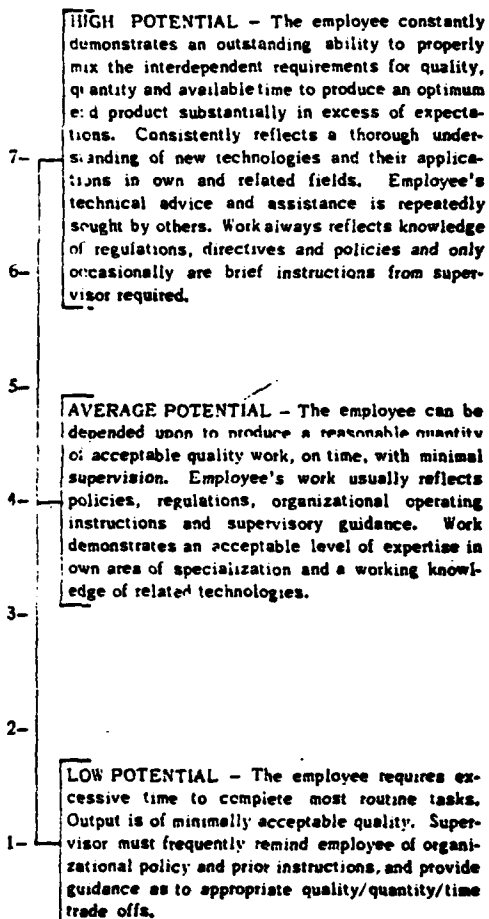 HIGH POTENTIAL – The employee constantly
demonstrates an outstanding ability to properly
mix the interdependent requirements for quality,
quantity and available time to produce an optimum
end product substantially in excess of expecta-
tions. Consistently reflects a thorough under-
standing of new technologies and their applica-
7–
tions in own and related fields. Employee's
technical advice and assistance is repeatedly
sought by others. Work always reflects knowledge
of regulations, directives and policies and only
6–
occasionally are brief instructions from super-
visor required.
5–
AVERAGE POTENTIAL – The employee can be
depended upon to produce a reasonable quantity
of acceptable quality work, on time, with minimal
supervision. Employee's work usually reflects
4–
policies, regulations, organizational operating
instructions and supervisory guidance. Work
demonstrates an acceptable level of expertise in
own area of specialization and a working knowl-
edge of related technologies.
3–
2–
LOW POTENTIAL – The employee requires ex-
cessive time to complete most routine tasks.
Output is of minimally acceptable quality. Super-
1–
visor must frequently remind employee of organi-
zational policy and prior instructions, and provide
guidance as to appropriate quality/quantity/time
trade offs.